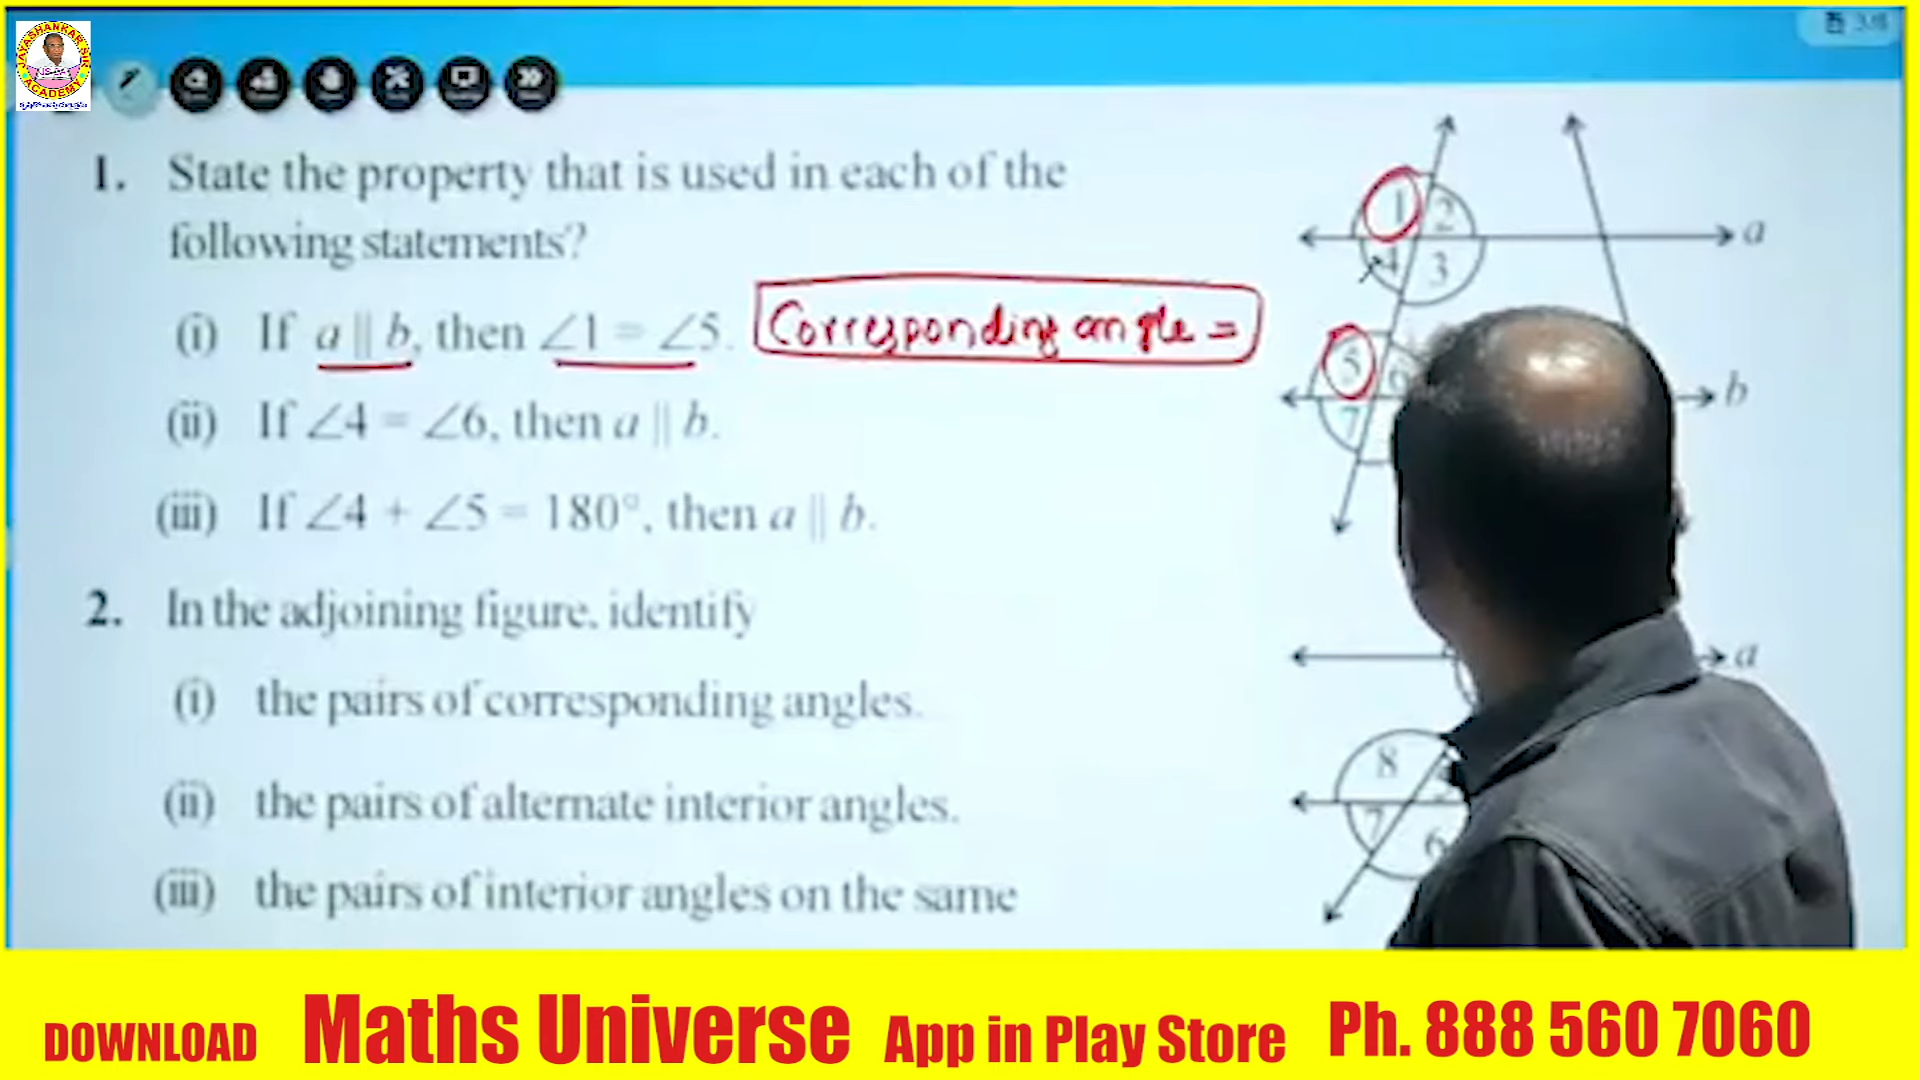 JAYASHANKAR SIR
ACADEMY
1. State the property that is used in each of the
following statements?
(i) If a || b, then ∠1 = ∠5. Corresponding angle =
(ii) If ∠4 = ∠6, then a || b.
(iii) If ∠4 + ∠5 = 180°, then a || b.
2. In the adjoining figure, identify
(i) the pairs of corresponding angles.
(ii) the pairs of alternate interior angles.
(iii) the pairs of interior angles on the same
1 2
a
4 3
5 6
b
7
a
8
7 6
DOWNLOAD Maths Universe App in Play Store Ph. 888 560 7060